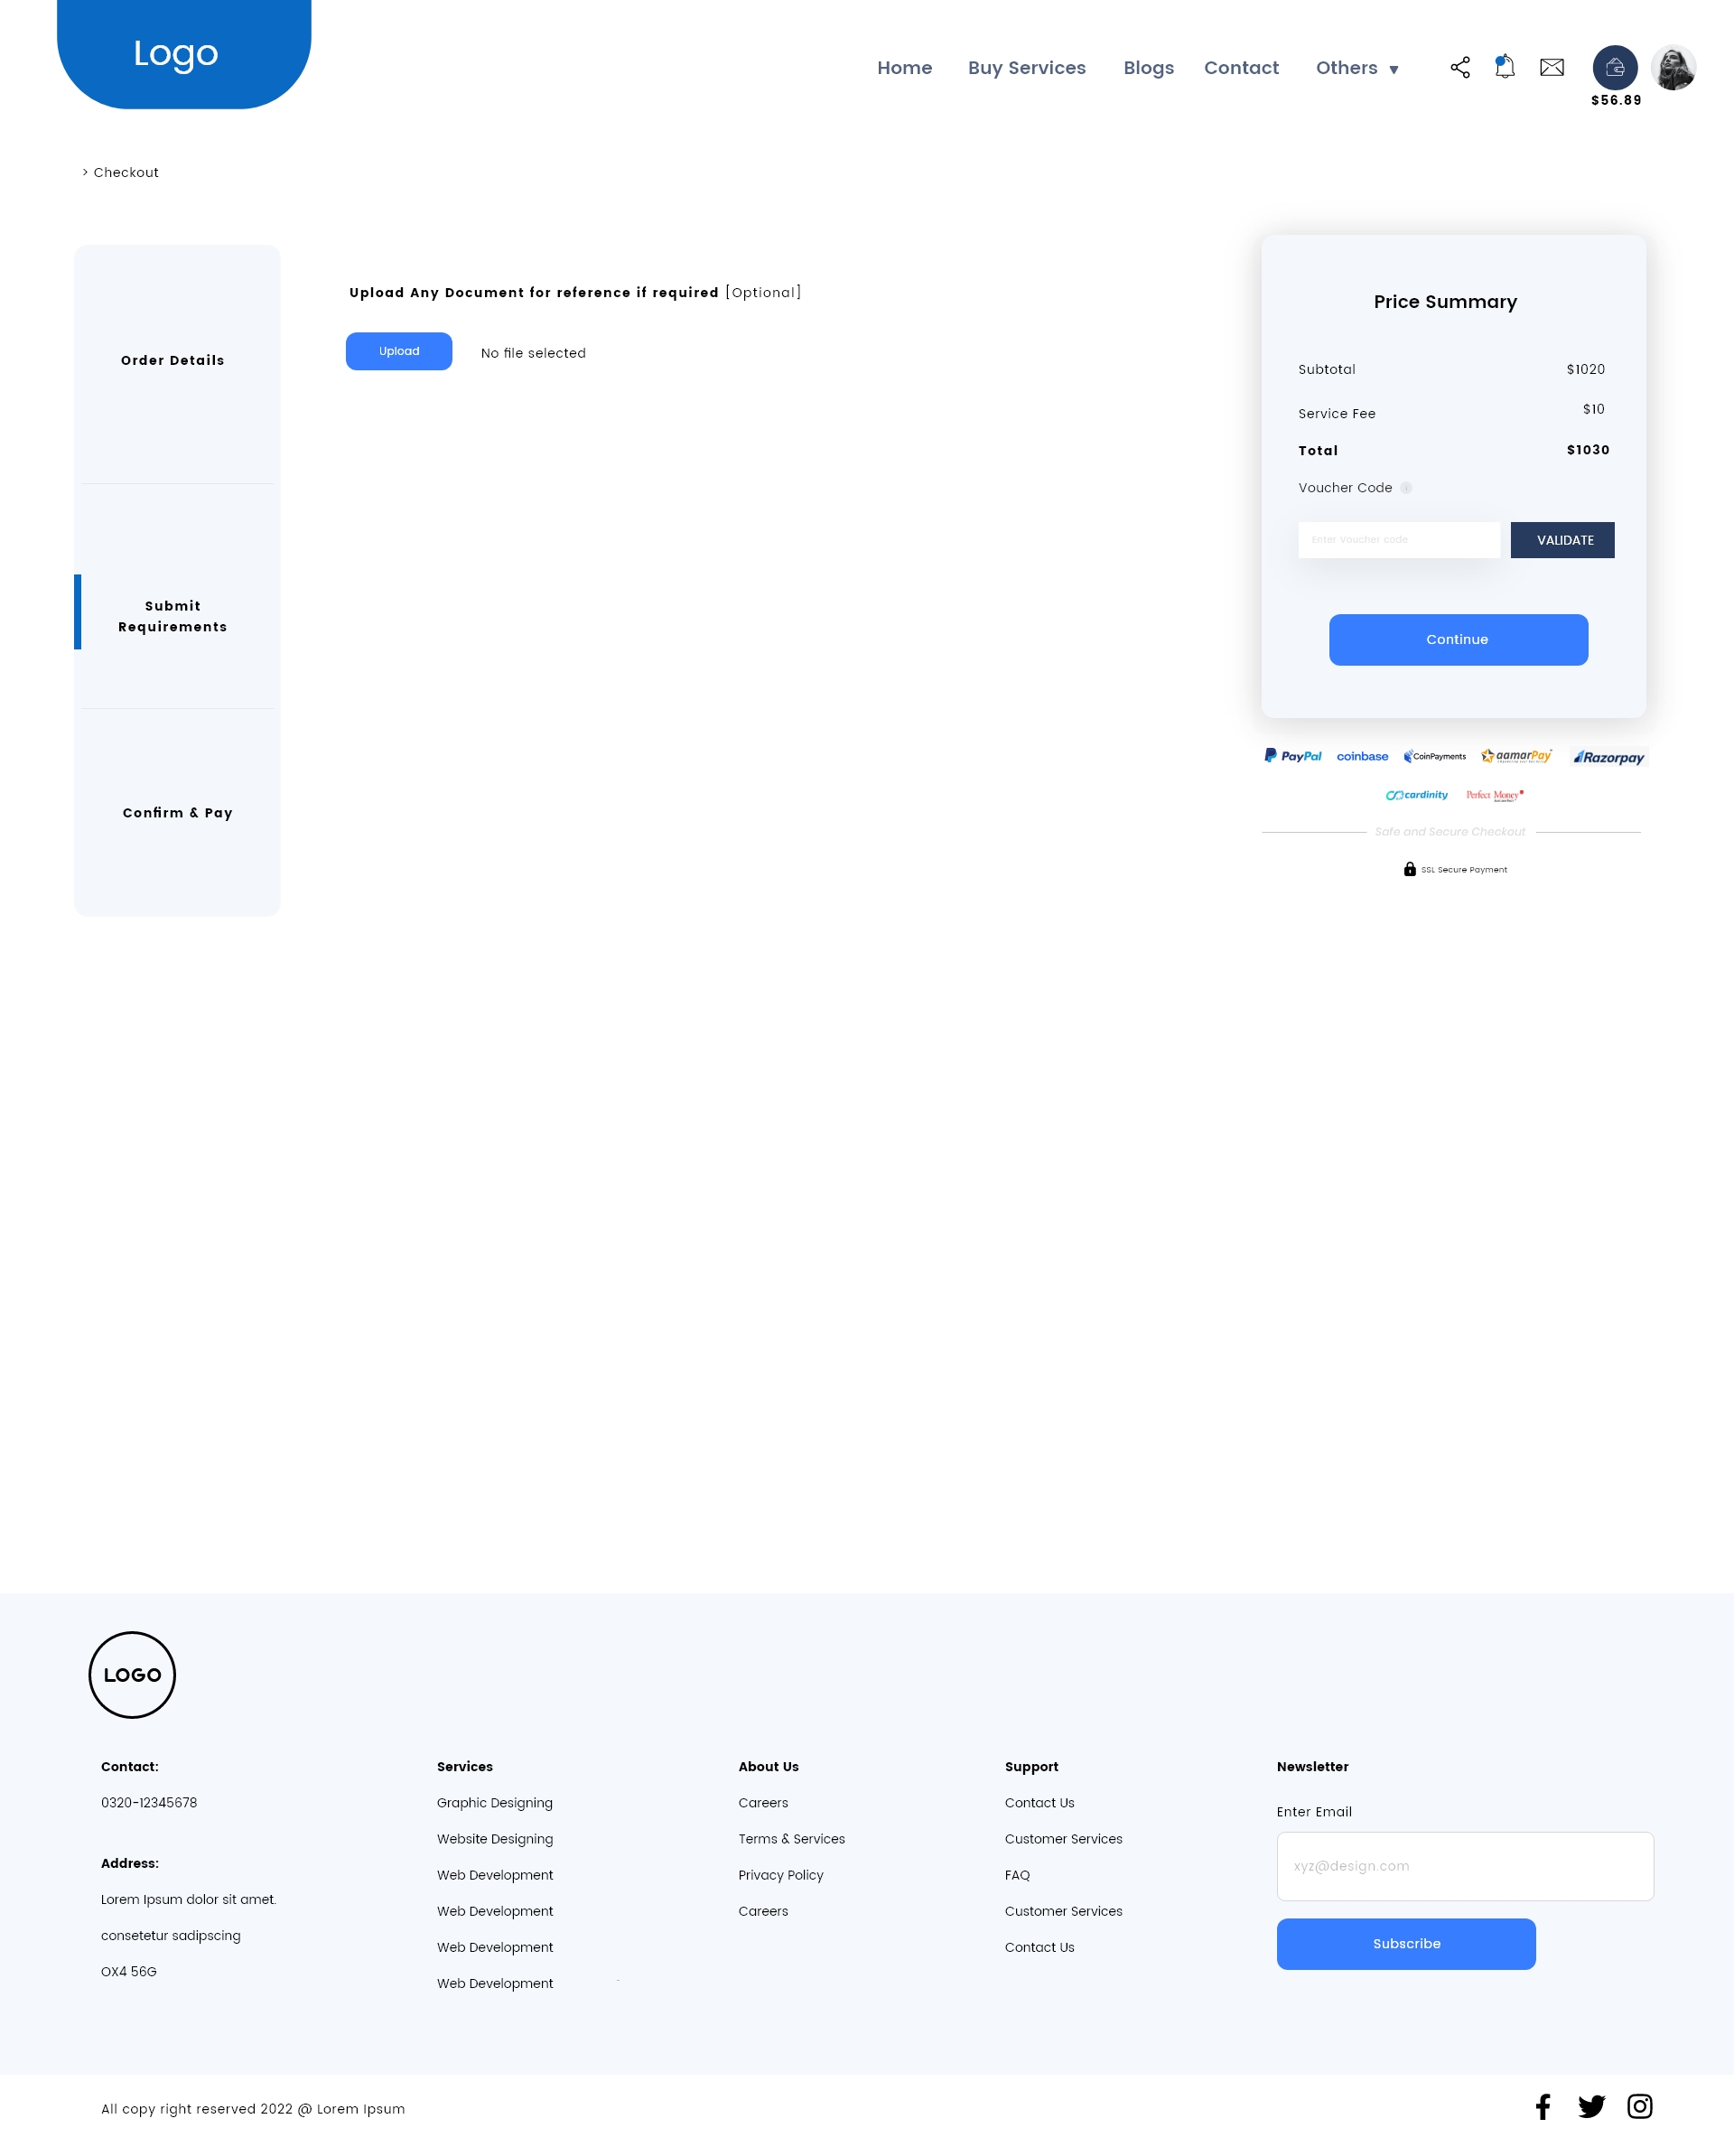 Logo
Home Buy Services Blogs Contact Others
$56.89
> Checkout
Order Details
Submit
Requirements
Confirm & Pay
Upload Any Document for reference if required [Optional]
Upload No file selected
Price Summary
Subtotal $1020
Service Fee $10
Total $1030
Voucher Code
Enter Voucher code VALIDATE
Continue
PayPal coinbase CoinPayments aamarPay Razorpay
cardinity Perfect Money
Safe and Secure Checkout
SSL Secure Payment
LOGO
Contact:
0320-12345678
Address:
Lorem Ipsum dolor sit amet.
consetetur sadipscing
OX4 56G
Services
Graphic Designing
Website Designing
Web Development
Web Development
Web Development
Web Development
About Us
Careers
Terms & Services
Privacy Policy
Careers
Support
Contact Us
Customer Services
FAQ
Customer Services
Contact Us
Newsletter
Enter Email
xyz@design.com
Subscribe
All copy right reserved 2022 @ Lorem Ipsum